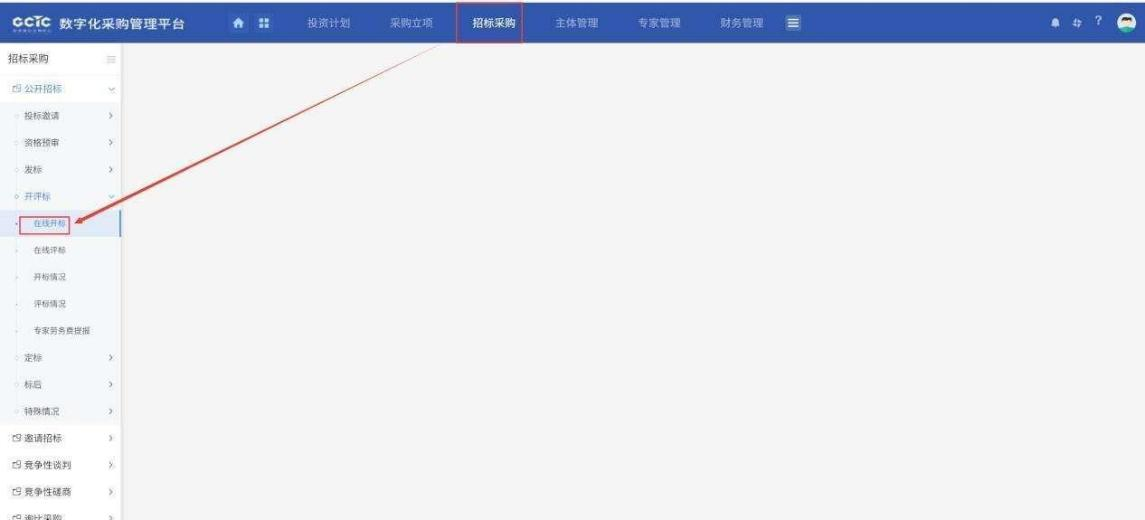 GCTC 数字化采购管理平台 投资计划 采购立项 招标采购 主体管理 专家管理 财务管理 ?
招标采购
公开招标
投标邀请
资格预审
发标
开评标
在线开标
在线评标
开标情况
评标情况
专家劳务费提报
定标
标后
特殊情况
邀请招标
竞争性谈判
竞争性磋商
询比采购